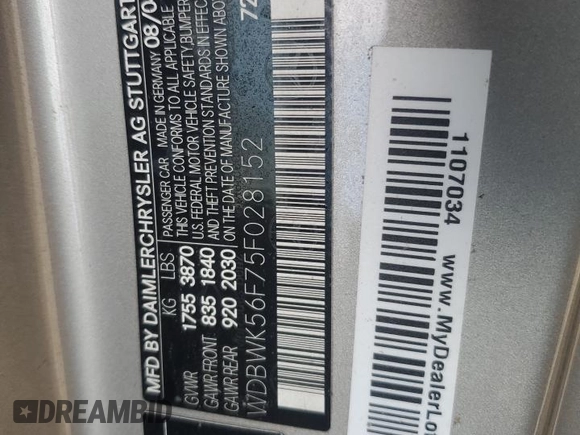 MFD BY DAIMLERCHRYSLER AG STUTTGART
MADE IN GERMANY 08/0
PASSENGER CAR
THIS VEHICLE CONFORMS TO ALL APPLICABLE
U.S. FEDERAL MOTOR VEHICLE SAFETY, BUMPER
AND THEFT PREVENTION STANDARDS IN EFFECT
ON THE DATE OF MANUFACTURE SHOWN ABOVE
KG LBS
GVWR 1755 3870
GAWR FRONT 835 1840
GAWR REAR 920 2030
72
WDBWK56F75F028152
1107034 www.MyDealerLo
DREAMBID